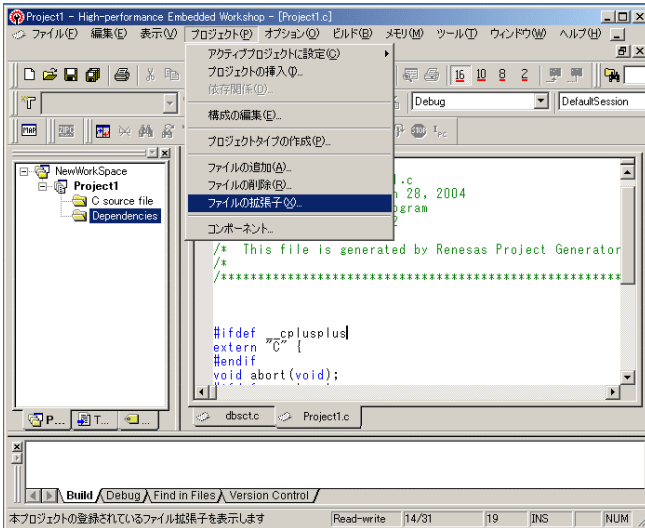 Project1 - High-performance Embedded Workshop - [Project1.c]
ファイル(F) 編集(E) 表示(V) プロジェクト(P) オプション(O) ビルド(B) メモリ(M) ツール(T) ウィンドウ(W) ヘルプ(H)
アクティブプロジェクトに設定(C)
プロジェクトの挿入(I)...
依存関係(D)...
構成の編集(E)...
プロジェクトタイプの作成(P)...
ファイルの追加(A)...
ファイルの削除(R)...
ファイルの拡張子(X)...
コンポーネント...
16 10 8 2
Debug
DefaultSession
MAP
STOP
NewWorkSpace
Project1
C source file
Dependencies
.c
28, 2004
ogram
2
/* This file is generated by Renesas Project Generator
/*
/************************************************************
#ifdef __cplusplus
extern "C" {
#endif
void abort(void);
P... T...
dbsct.c Project1.c
Build Debug Find in Files Version Control
本プロジェクトの登録されているファイル拡張子を表示します Read-write 14/31 19 INS NUM